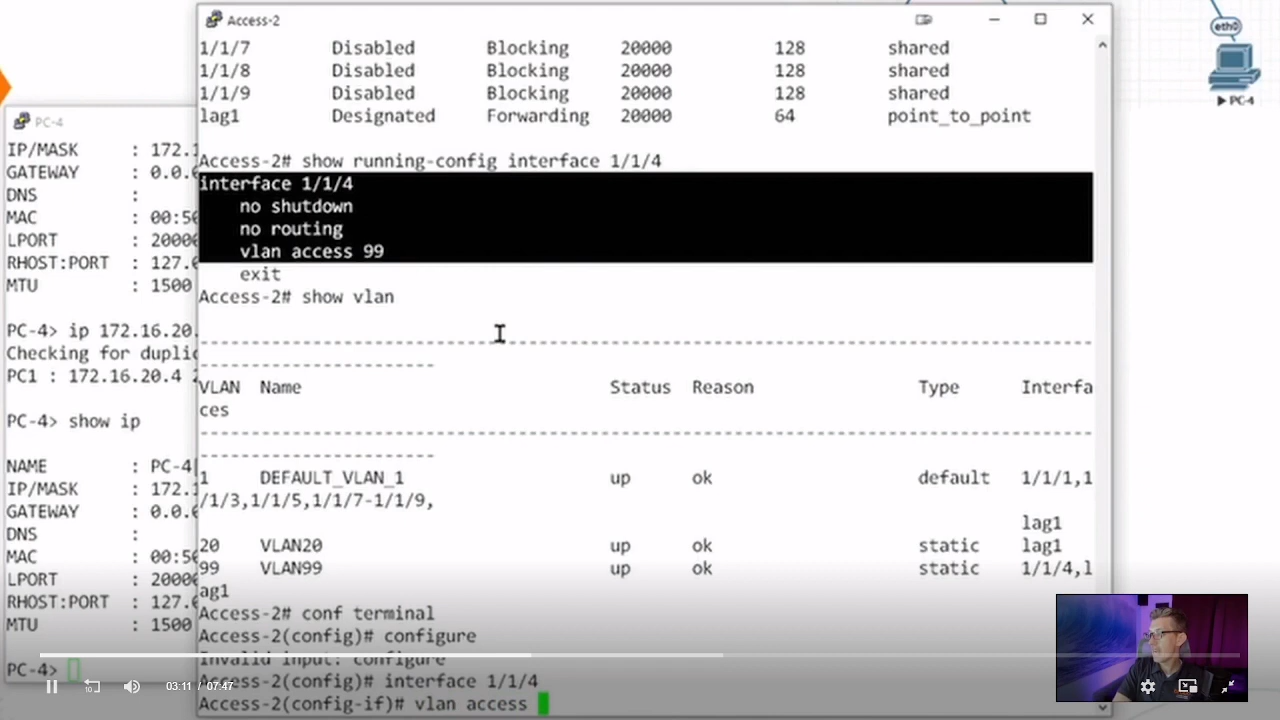 Access-2
1/1/7 Disabled Blocking 20000 128 shared
1/1/8 Disabled Blocking 20000 128 shared
1/1/9 Disabled Blocking 20000 128 shared
lag1 Designated Forwarding 20000 64 point_to_point
Access-2# show running-config interface 1/1/4
interface 1/1/4
no shutdown
no routing
vlan access 99
exit
Access-2# show vlan
-----------------------------------------------------------------------------------------
-----------------------
VLAN Name Status Reason Type Interfa
ces
-----------------------------------------------------------------------------------------
-----------------------
1 DEFAULT_VLAN_1 up ok default 1/1/1,1
/1/3,1/1/5,1/1/7-1/1/9,
lag1
20 VLAN20 up ok static lag1
99 VLAN99 up ok static 1/1/4,l
ag1
Access-2# conf terminal
Access-2(config)# configure
Invalid input: configure
Access-2(config)# interface 1/1/4
Access-2(config-if)# vlan access
PC-4
IP/MASK : 172.1
GATEWAY : 0.0.0
DNS :
MAC : 00:50
LPORT : 20000
RHOST:PORT : 127.0
MTU : 1500
PC-4> ip 172.16.20.
Checking for duplic
PC1 : 172.16.20.4
PC-4> show ip
NAME : PC-4[
IP/MASK : 172.1
GATEWAY : 0.0.0
DNS :
MAC : 00:50
LPORT : 20000
RHOST:PORT : 127.0
MTU : 1500
PC-4>
eth0
PC-4
10
03:11 / 07:47